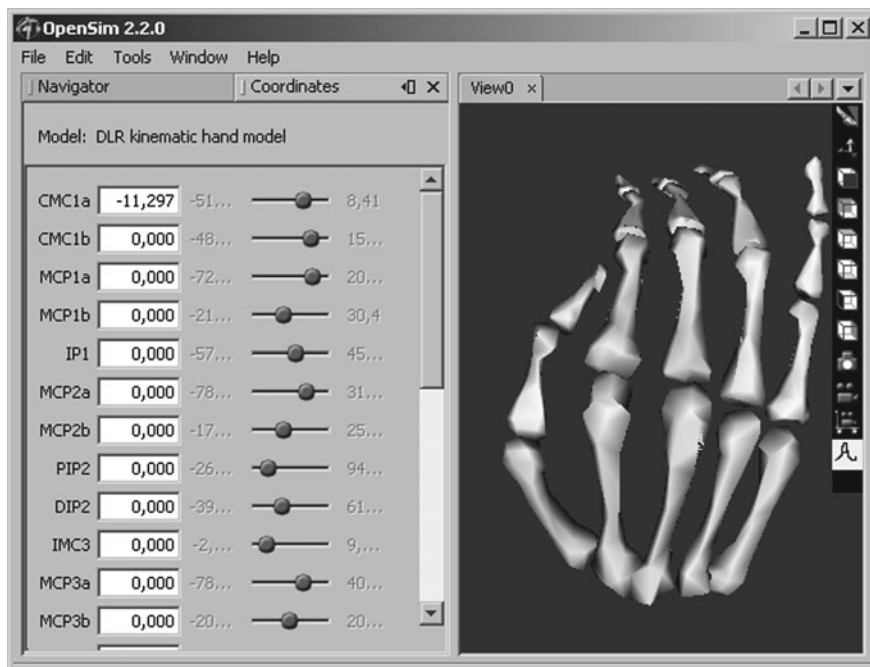 OpenSim 2.2.0
File Edit Tools Window Help
Navigator Coordinates View0
Model: DLR kinematic hand model
CMC1a -11,297 -51... 8,41
CMC1b 0,000 -48... 15...
MCP1a 0,000 -72... 20...
MCP1b 0,000 -21... 30,4
IP1 0,000 -57... 45...
MCP2a 0,000 -78... 31...
MCP2b 0,000 -17... 25...
PIP2 0,000 -26... 94...
DIP2 0,000 -39... 61...
IMC3 0,000 -2,... 9,...
MCP3a 0,000 -78... 40...
MCP3b 0,000 -20... 20...